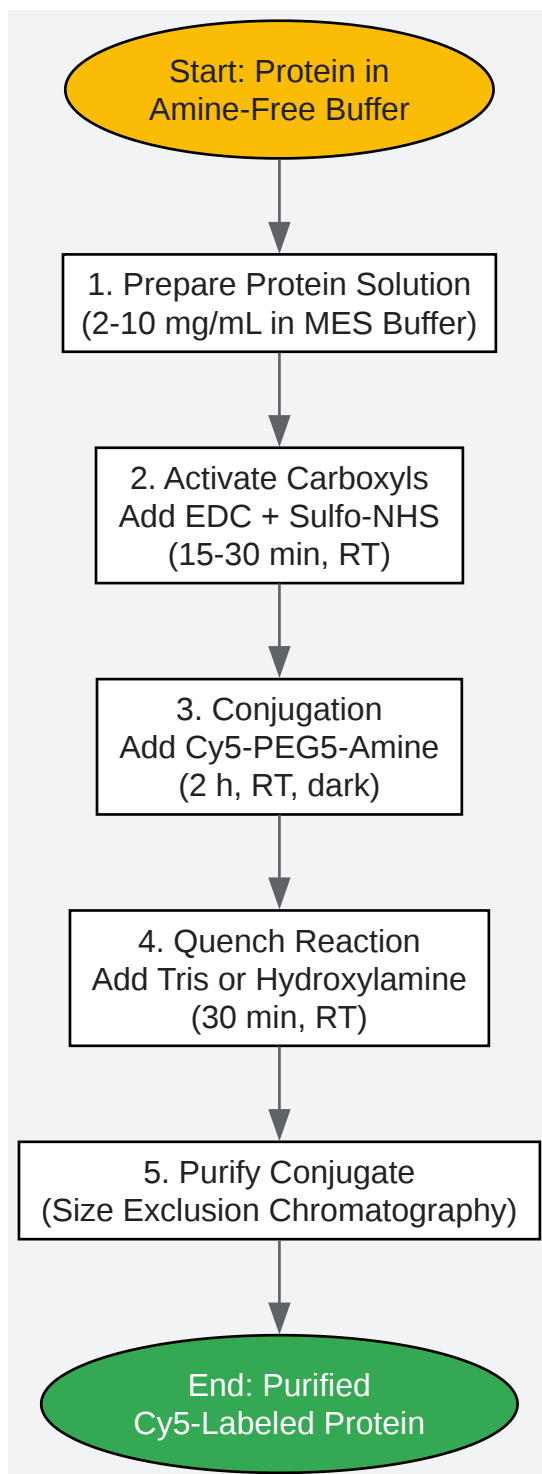 Start: Protein in
Amine-Free Buffer
1. Prepare Protein Solution
(2-10 mg/mL in MES Buffer)
2. Activate Carboxyls
Add EDC + Sulfo-NHS
(15-30 min, RT)
3. Conjugation
Add Cy5-PEG5-Amine
(2 h, RT, dark)
4. Quench Reaction
Add Tris or Hydroxylamine
(30 min, RT)
5. Purify Conjugate
(Size Exclusion Chromatography)
End: Purified
Cy5-Labeled Protein